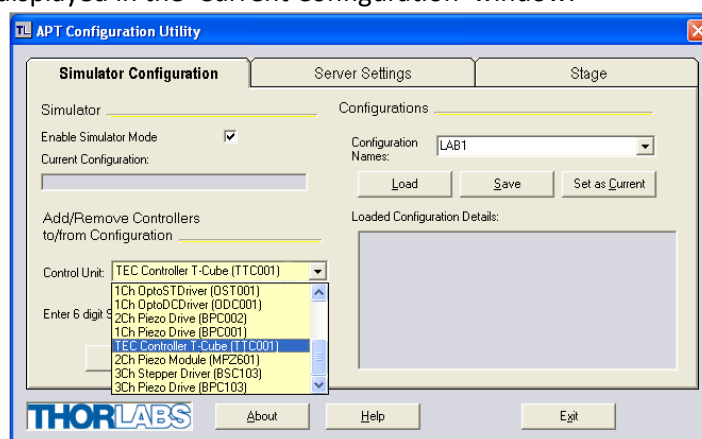 displayed in the 'Current Configuration' window.
TL APT Configuration Utility
Simulator Configuration
Server Settings
Stage
Simulator
Enable Simulator Mode
Current Configuration:
Add/Remove Controllers
to/from Configuration
Control Unit: TEC Controller T-Cube (TTC001)
1Ch OptoSTDriver (OST001)
1Ch OptoDCDriver (ODC001)
2Ch Piezo Drive (BPC002)
1Ch Piezo Drive (BPC001)
TEC Controller T-Cube (TTC001)
2Ch Piezo Module (MPZ601)
3Ch Stepper Driver (BSC103)
3Ch Piezo Drive (BPC103)
Enter 6 digit S
Configurations
Configuration
Names:
LAB1
Load
Save
Set as Current
Loaded Configuration Details:
THORLABS
About
Help
Exit